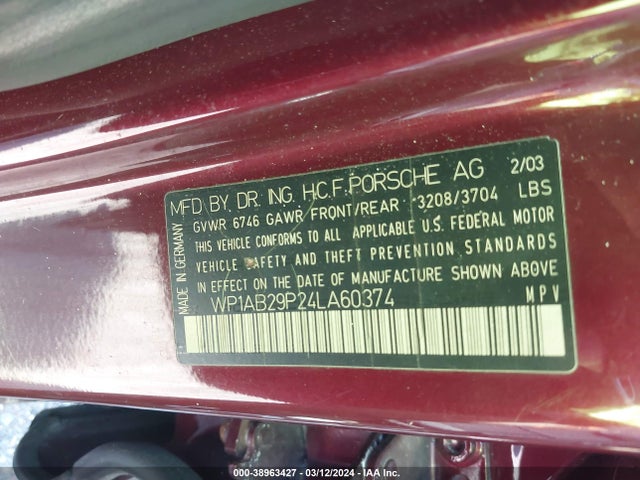 MFD BY DR. ING. H.C.F. PORSCHE AG 2/03
GVWR 6746 GAWR FRONT/REAR 3208/3704 LBS
THIS VEHICLE CONFORMS TO ALL APPLICABLE U.S. FEDERAL MOTOR
VEHICLE SAFETY AND THEFT PREVENTION STANDARDS
IN EFFECT ON THE DATE OF MANUFACTURE SHOWN ABOVE
WP1AB29P24LA60374 MPV
MADE IN GERMANY
000-38963427 - 03/12/2024 - IAA Inc.